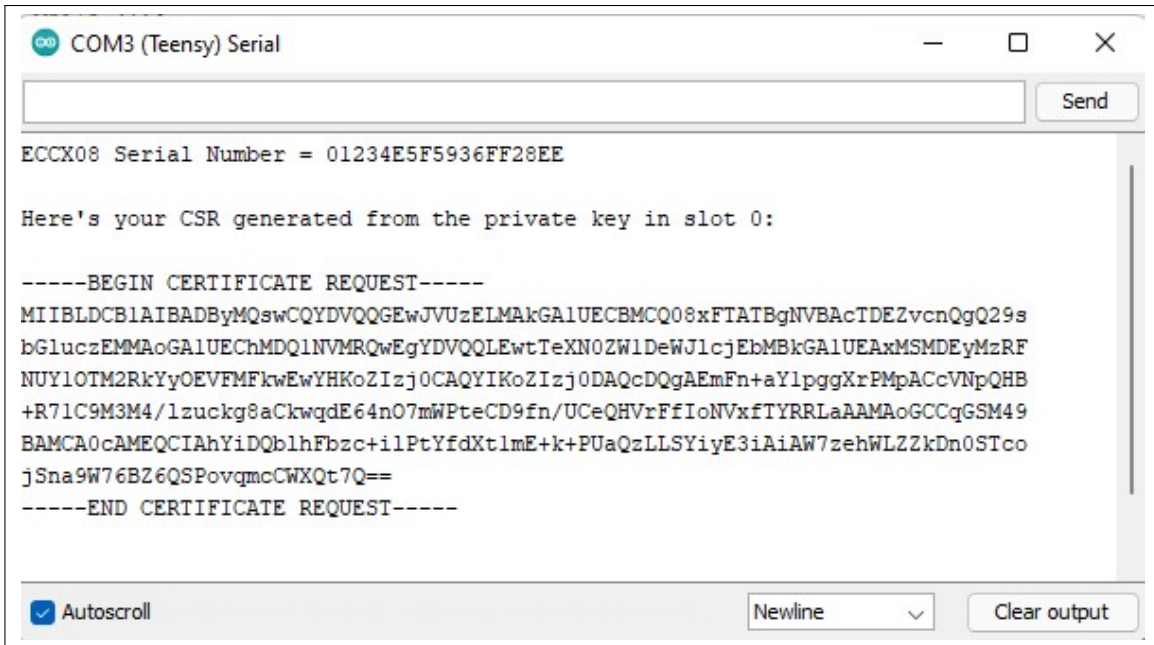 COM3 (Teensy) Serial
Send
ECCX08 Serial Number = 01234E5F5936FF28EE
Here's your CSR generated from the private key in slot 0:
-----BEGIN CERTIFICATE REQUEST-----
MIIBLDCB1AIBADByMQswCQYDVQQGEwJVUzELMAkGA1UECBMCQ08xFTATBgNVBAcTDEZvcnQgQ29s
bGluczEMMAoGA1UEChMDQ1NVMRQwEgYDVQQLEwtTeXN0ZW1DeWJlcjEbMBkGA1UEAxMSMDEyMzRF
NUY1OTM2RkYyOEVFMFkwEwYHKoZIzj0CAQYIKoZIzj0DAQcDQgAEmFn+aY1pggXrPMpACcVNpQHB
+R71C9M3M4/lzuckg8aCkwqdE64nO7mWPteCD9fn/UCeQHVrFfIoNVxfTYRRLaAAMAoGCCqGSM49
BAMCA0cAMEQCIAhYiDQblhFbzc+ilPtYfdXtlmE+k+PUaQzLLSYiyE3iAiAW7zehWLZZkDn0STco
jSna9W76BZ6QSPovqmcCWXQt7Q==
-----END CERTIFICATE REQUEST-----
Autoscroll
Newline
Clear output